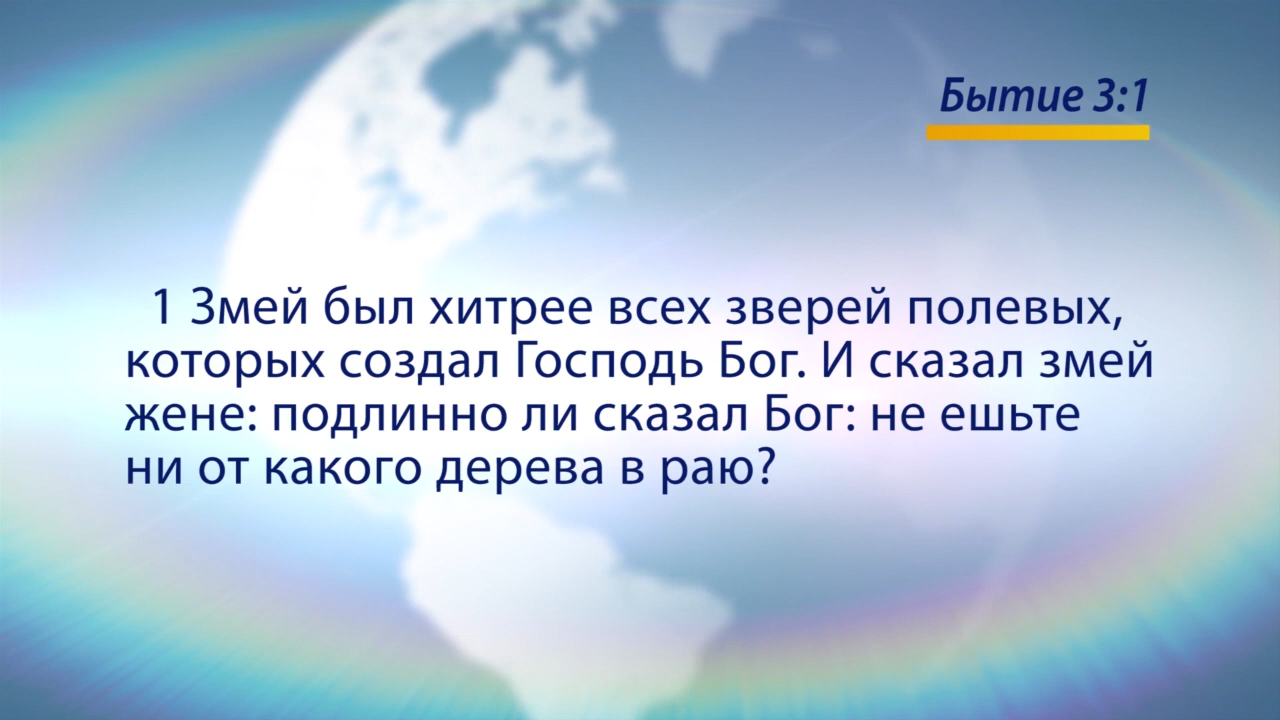 Бытие 3:1
1 Змей был хитрее всех зверей полевых,
которых создал Господь Бог. И сказал змей
жене: подлинно ли сказал Бог: не ешьте
ни от какого дерева в раю?